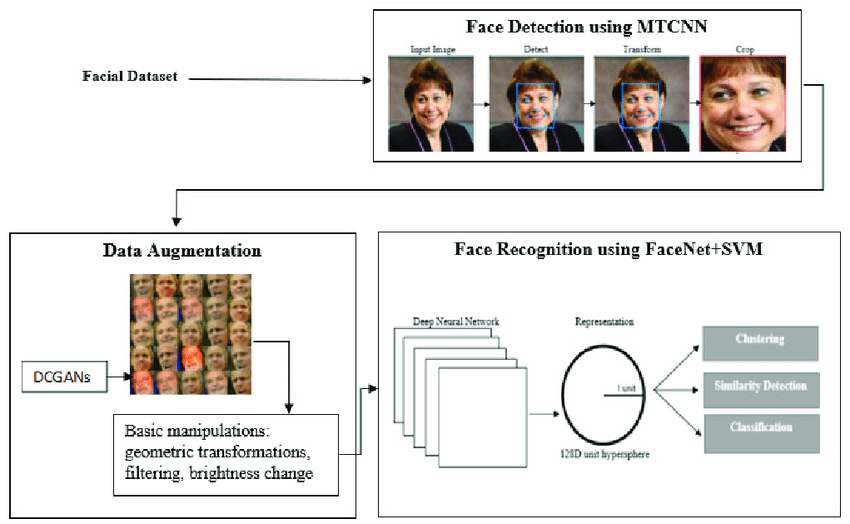 Face Detection using MTCNN
Input Image
Detect
Transform
Crop
Facial Dataset
Data Augmentation
DCGANs
Basic manipulations:
geometric transformations,
filtering, brightness change
Face Recognition using FaceNet+SVM
Deep Neural Network
Representation
1 unit
128D unit hypersphere
Clustering
Similarity Detection
Classification